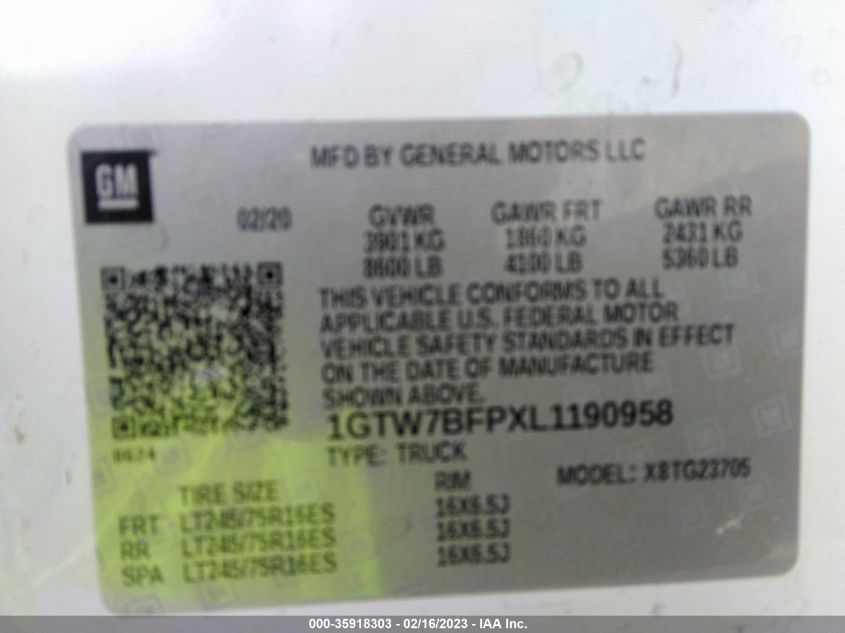 GM
MFD BY GENERAL MOTORS LLC
02/20 GVWR GAWR FRT GAWR RR
3901 KG 1860 KG 2431 KG
8600 LB 4100 LB 5360 LB
THIS VEHICLE CONFORMS TO ALL
APPLICABLE U.S. FEDERAL MOTOR
VEHICLE SAFETY STANDARDS IN EFFECT
ON THE DATE OF MANUFACTURE
SHOWN ABOVE.
1GTW7BFPXL1190958
TYPE: TRUCK
MODEL: X8TG23705
TIRE SIZE RIM
FRT LT245/75R16ES 16X6.5J
RR LT245/75R16ES 16X6.5J
SPA LT245/75R16ES 16X6.5J
000-35918303 - 02/16/2023 - IAA Inc.